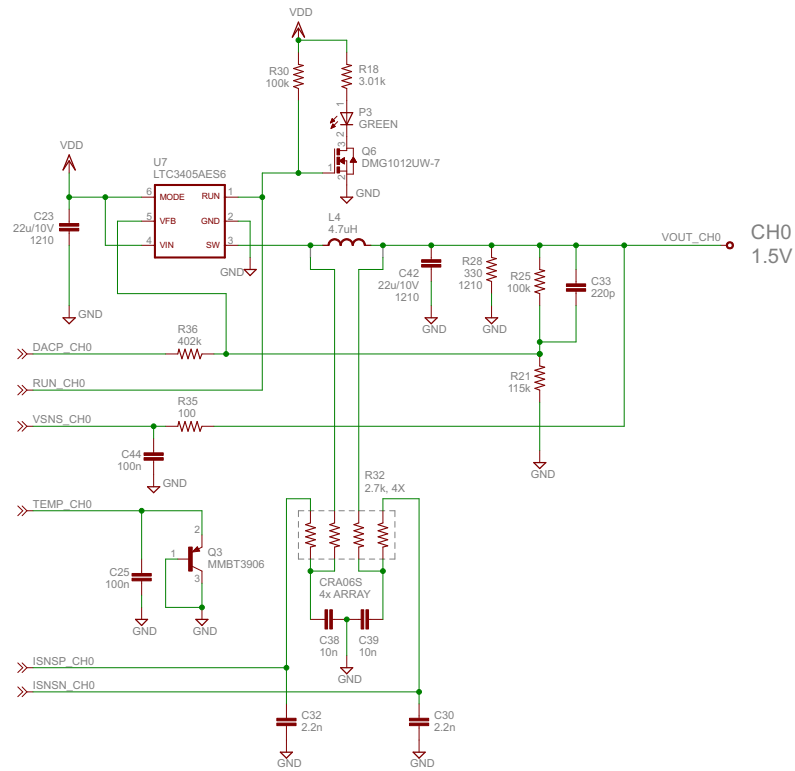 VDD
R30
100k
R18
3.01k
1
P3
GREEN
2
3
Q6
DMG1012UW-7
1
2
GND
VDD
U7
LTC3405AES6
6 MODE RUN 1
5 VFB GND 2
4 VIN SW 3
C23
22u/10V
1210
GND
GND
L4
4.7uH
VOUT_CH0
CH0
1.5V
C42
22u/10V
1210
GND
R28
330
1210
GND
R25
100k
C33
220p
R36
402k
DACP_CH0
RUN_CH0
R21
115k
GND
R35
100
VSNS_CH0
C44
100n
GND
R32
2.7k, 4X
TEMP_CH0
2
1
Q3
MMBT3906
3
C25
100n
GND
GND
CRA06S
4x ARRAY
C38
10n
C39
10n
GND
ISNSP_CH0
ISNSN_CH0
C32
2.2n
GND
C30
2.2n
GND